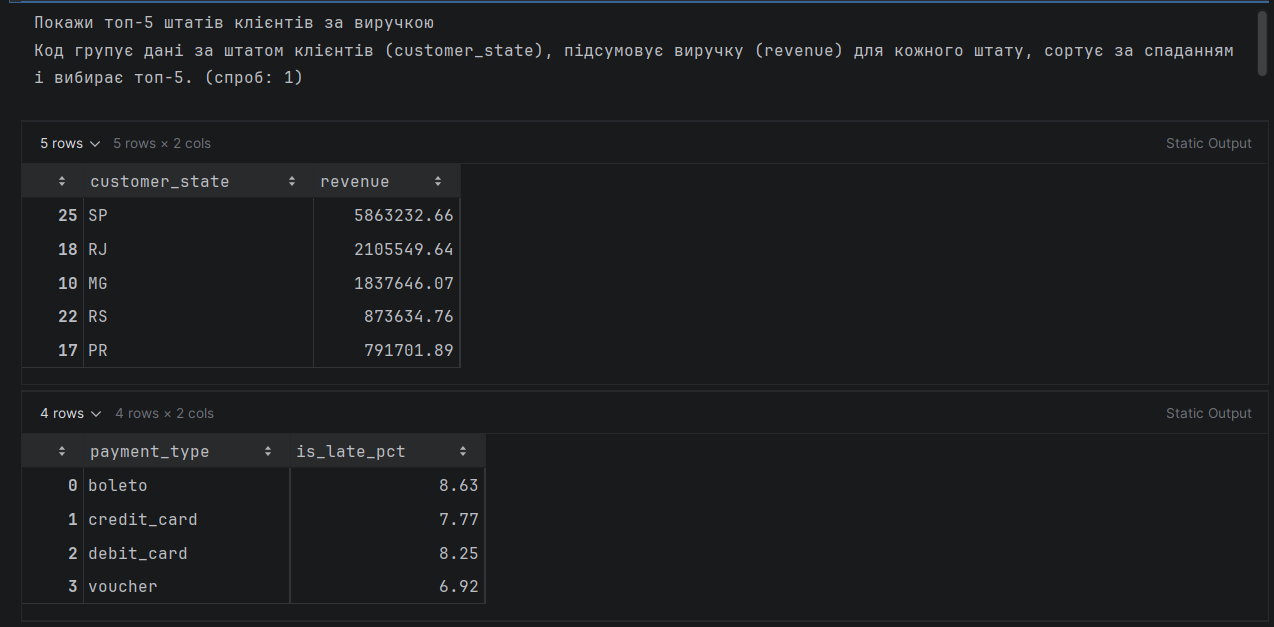 Покажи топ-5 штатів клієнтів за виручкою
Код групує дані за штатом клієнтів (customer_state), підсумовує виручку (revenue) для кожного штату, сортує за спаданням
і вибирає топ-5. (спроб: 1)
5 rows 5 rows × 2 cols Static Output
customer_state revenue
25 SP 5863232.66
18 RJ 2105549.64
10 MG 1837646.07
22 RS 873634.76
17 PR 791701.89
4 rows 4 rows × 2 cols Static Output
payment_type is_late_pct
0 boleto 8.63
1 credit_card 7.77
2 debit_card 8.25
3 voucher 6.92